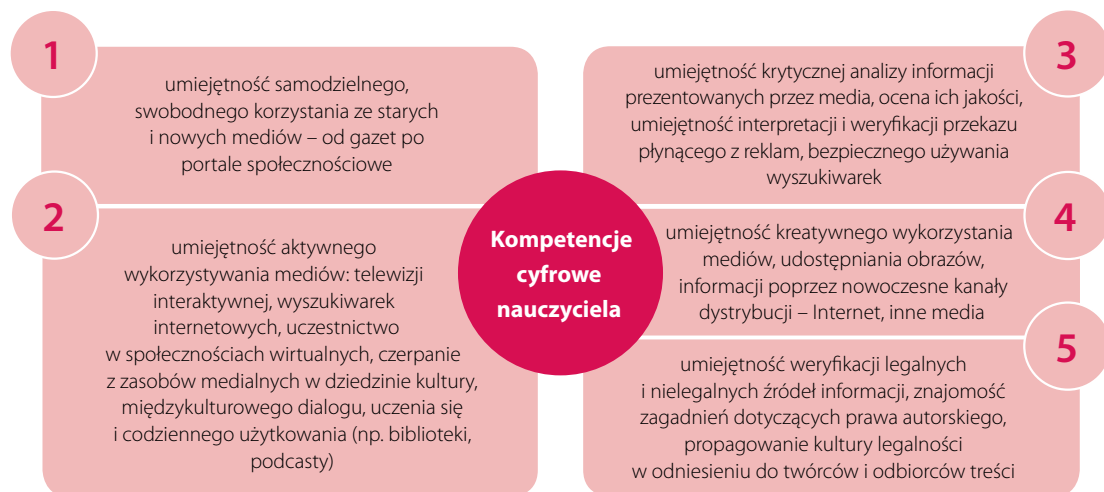 1
umiejętność samodzielnego,
swobodnego korzystania ze starych
i nowych mediów – od gazet po
portale społecznościowe
2
umiejętność aktywnego
wykorzystywania mediów: telewizji
interaktywnej, wyszukiwarek
internetowych, uczestnictwo
w społecznościach wirtualnych, czerpanie
z zasobów medialnych w dziedzinie kultury,
międzykulturowego dialogu, uczenia się
i codziennego użytkowania (np. biblioteki,
podcasty)
Kompetencje
cyfrowe
nauczyciela
3
umiejętność krytycznej analizy informacji
prezentowanych przez media, ocena ich jakości,
umiejętność interpretacji i weryfikacji przekazu
płynącego z reklam, bezpiecznego używania
wyszukiwarek
4
umiejętność kreatywnego wykorzystania
mediów, udostępniania obrazów,
informacji poprzez nowoczesne kanały
dystrybucji – Internet, inne media
5
umiejętność weryfikacji legalnych
i nielegalnych źródeł informacji, znajomość
zagadnień dotyczących prawa autorskiego,
propagowanie kultury legalności
w odniesieniu do twórców i odbiorców treści